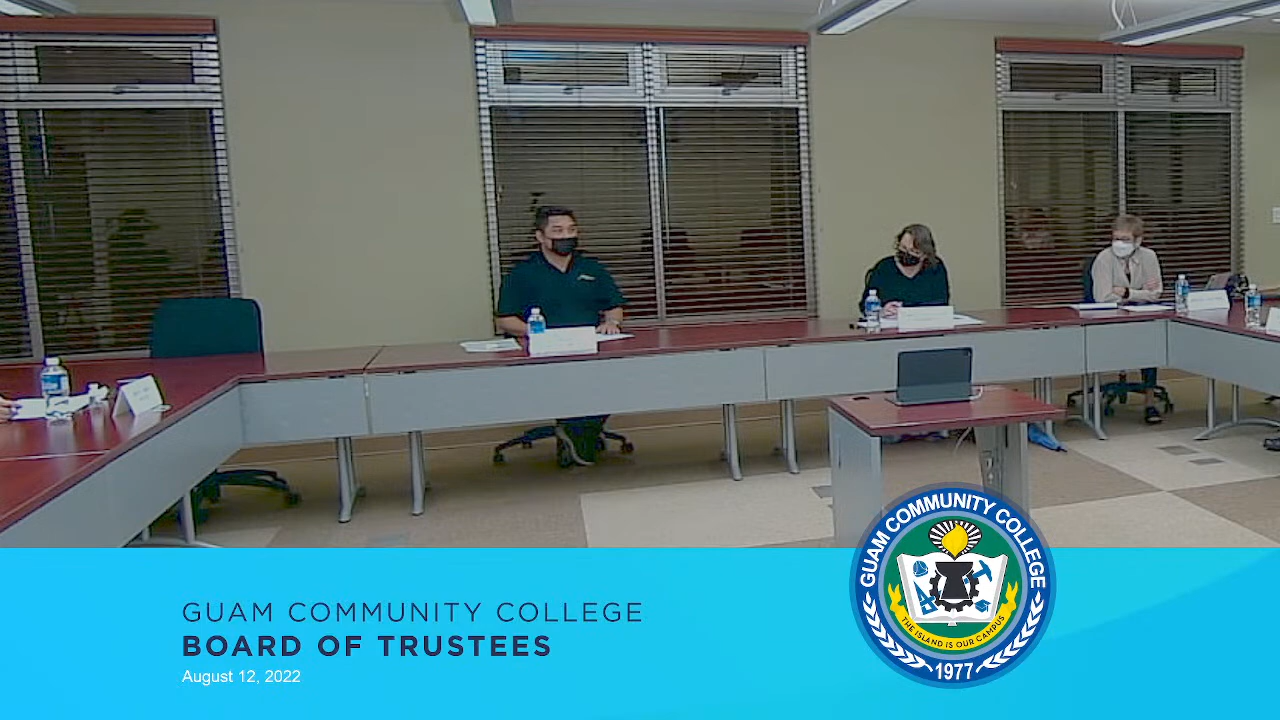 GUAM COMMUNITY COLLEGE
BOARD OF TRUSTEES
August 12, 2022
GUAM COMMUNITY COLLEGE
THE ISLAND IS OUR CAMPUS
1977